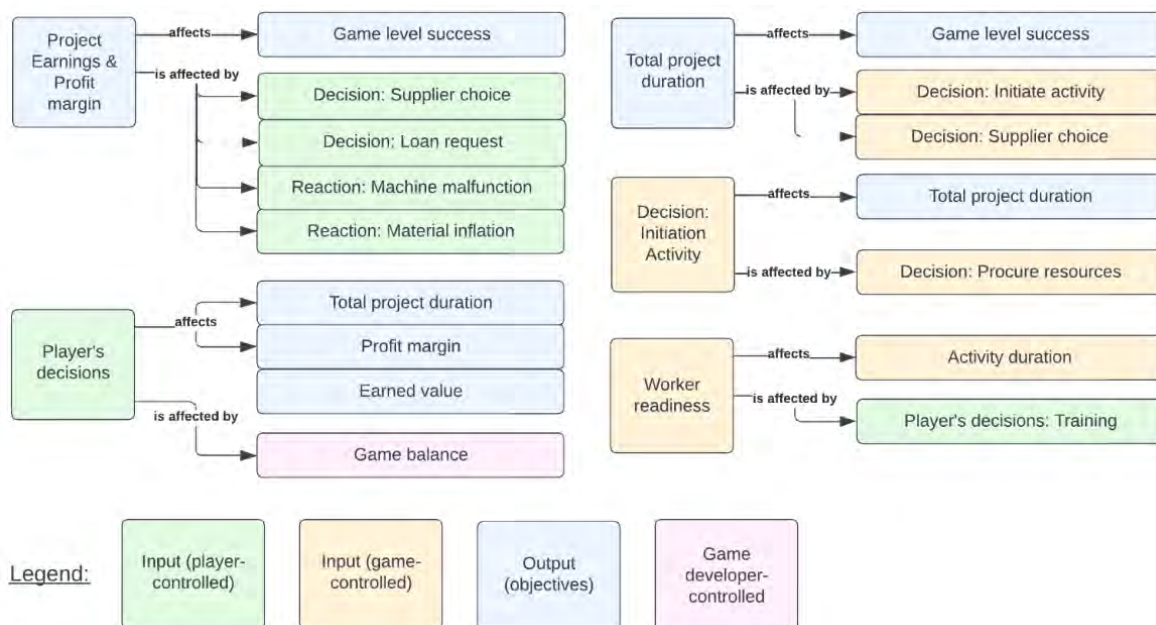 Project
Earnings &
Profit
margin
affects
Game level success
is affected by
Decision: Supplier choice
Decision: Loan request
Reaction: Machine malfunction
Reaction: Material inflation
Player's
decisions
affects
Total project duration
Profit margin
Earned value
is affected by
Game balance
Total project
duration
affects
Game level success
is affected by
Decision: Initiate activity
Decision: Supplier choice
Decision:
Initiation
Activity
affects
Total project duration
is affected by
Decision: Procure resources
Worker
readiness
affects
Activity duration
is affected by
Player's decisions: Training
Legend:
Input (player-
controlled)
Input (game-
controlled)
Output
(objectives)
Game
developer-
controlled